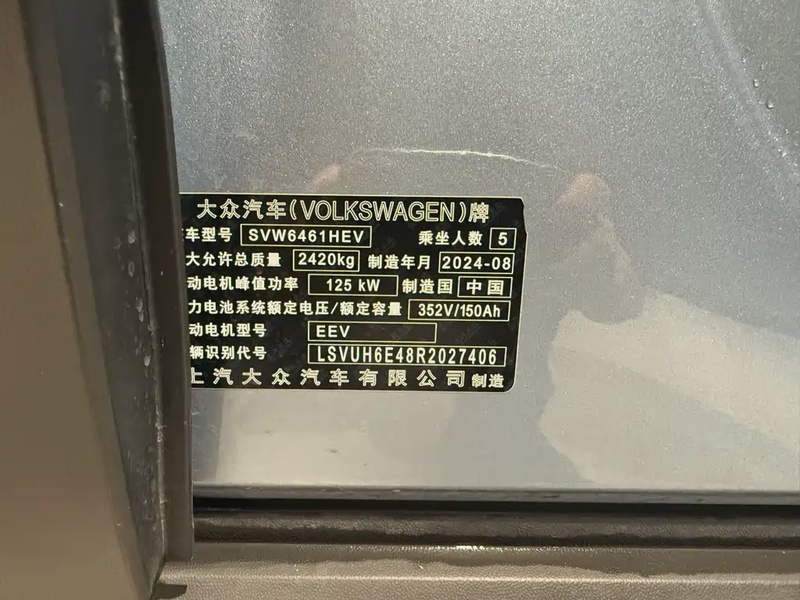 大众汽车(VOLKSWAGEN)牌
车型号 SVW6461HEV 乘坐人数 5
大允许总质量 2420kg 制造年月 2024-08
动电机峰值功率 125 kW 制造国 中国
力电池系统额定电压/额定容量 352V/150Ah
动电机型号 EEV
辆识别代号 LSVUH6E48R2027406
上汽大众汽车有限公司 制造